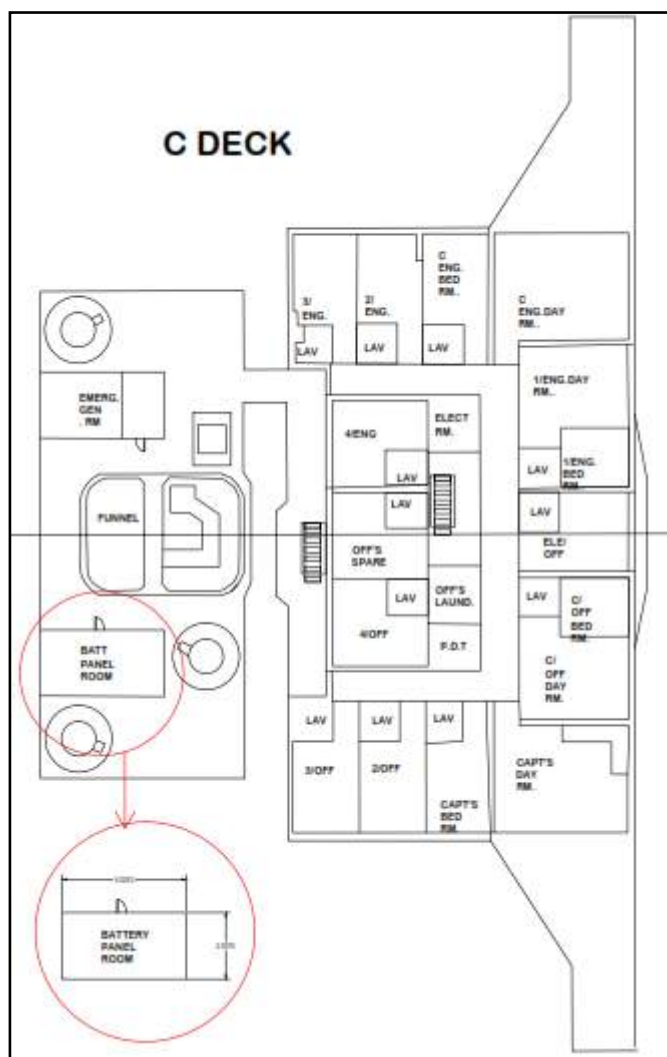 C DECK
C
ENG.
BED
RM..
3/
ENG.
2/
ENG.
C
ENG.DAY
RM..
LAV
LAV
LAV
EMERG.
GEN
. RM
1/ENG.DAY
RM..
ELECT
RM.
4/ENG
LAV
LAV
1/ENG.
BED
RM..
LAV
LAV
FUNNEL
ELE/
OFF
OFF'S
SPARE
LAV
OFF'S
LAUND.
LAV
C/
OFF
BED
RM.
4/OFF
P.D.T
BATT
PANEL
ROOM
C/
OFF
DAY
RM.
LAV
LAV
LAV
3/OFF
2/OFF
CAPT'S
DAY
RM..
CAPT'S
BED
RM.
BATTERY
PANEL
ROOM